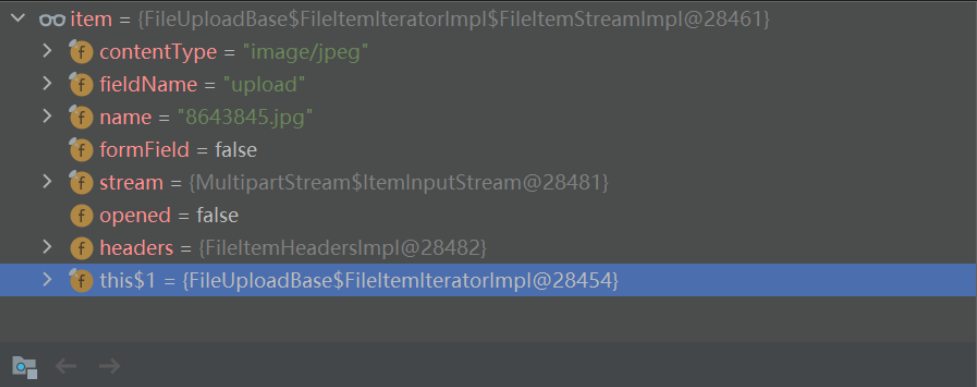 item = {FileUploadBase$FileItemIteratorImpl$FileItemStreamImpl@28461}
f contentType = "image/jpeg"
f fieldName = "upload"
f name = "8643845.jpg"
f formField = false
f stream = {MultipartStream$ItemInputStream@28481}
f opened = false
f headers = {FileItemHeadersImpl@28482}
f this$1 = {FileUploadBase$FileItemIteratorImpl@28454}